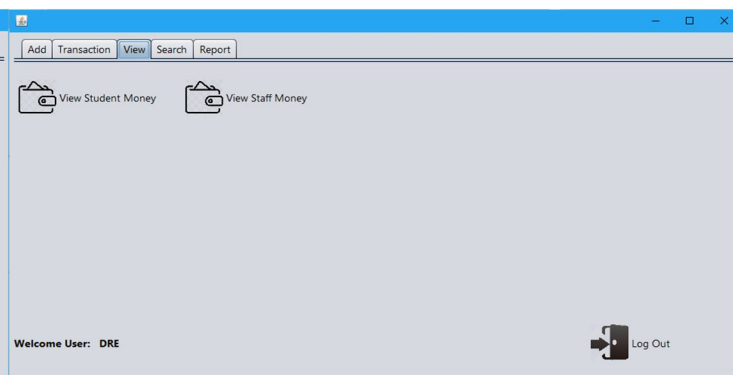 Add Transaction View Search Report
View Student Money View Staff Money
Welcome User: DRE Log Out